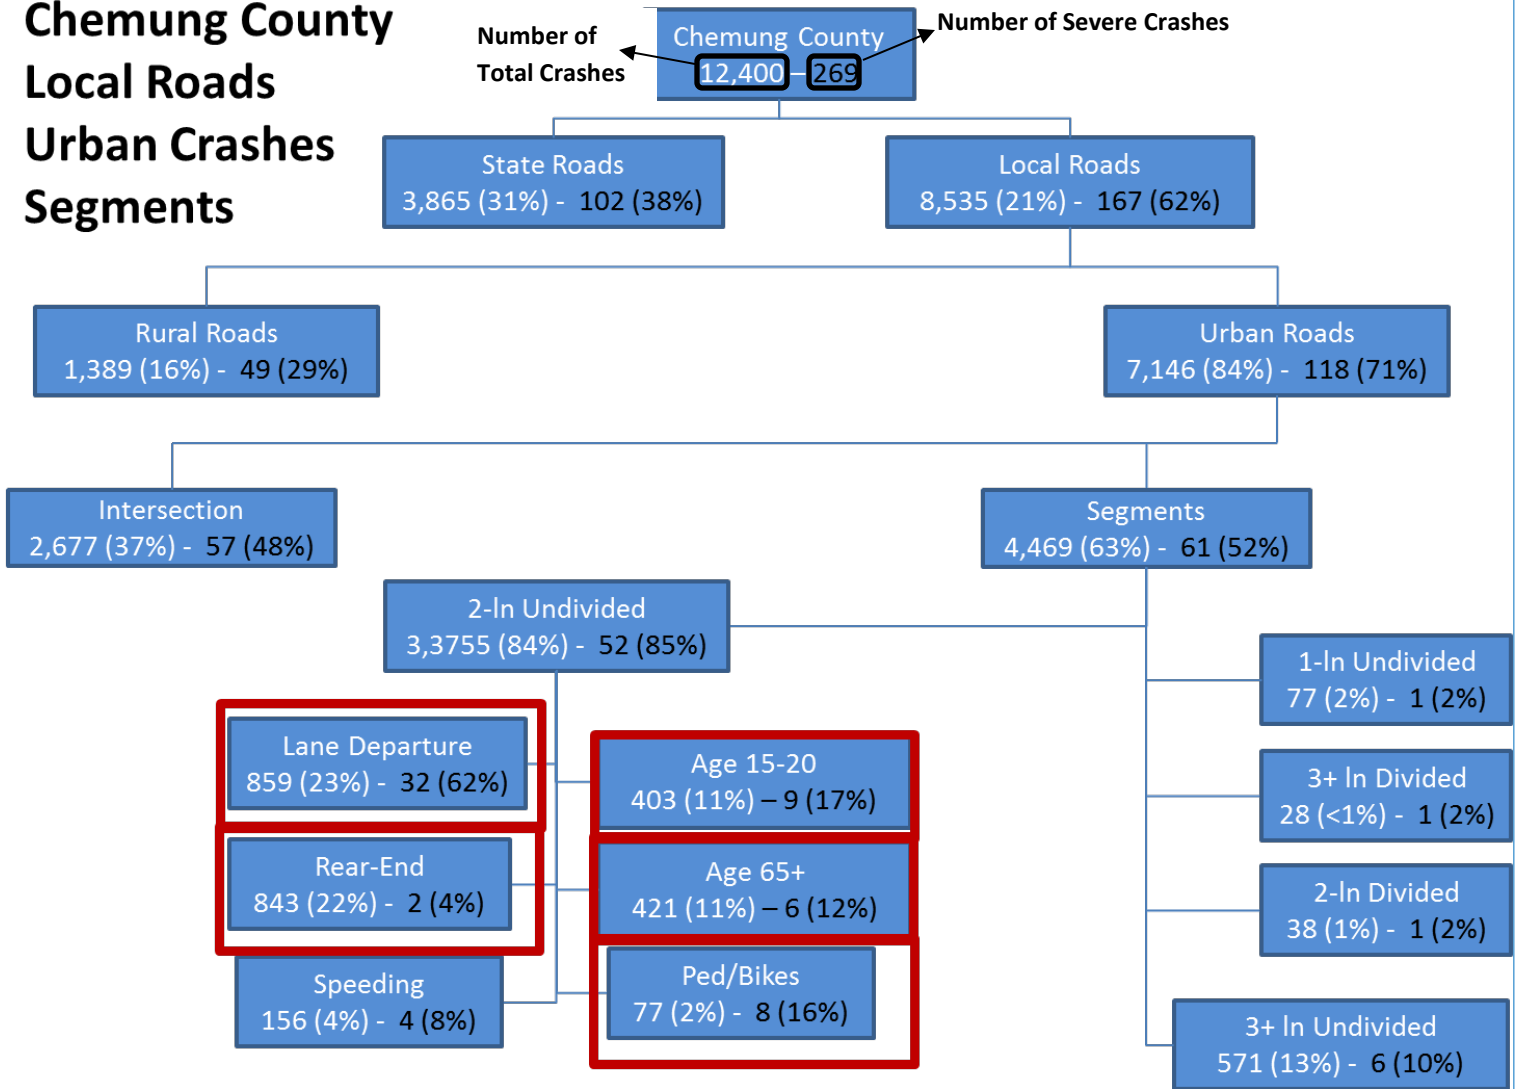 Chemung County
Local Roads
Urban Crashes
Segments
Number of
Total Crashes
Chemung County
12,400 – 269
Number of Severe Crashes
State Roads
3,865 (31%) - 102 (38%)
Local Roads
8,535 (21%) - 167 (62%)
Rural Roads
1,389 (16%) - 49 (29%)
Urban Roads
7,146 (84%) - 118 (71%)
Intersection
2,677 (37%) - 57 (48%)
Segments
4,469 (63%) - 61 (52%)
2-ln Undivided
3,3755 (84%) - 52 (85%)
1-ln Undivided
77 (2%) - 1 (2%)
3+ ln Divided
28 (<1%) - 1 (2%)
2-ln Divided
38 (1%) - 1 (2%)
3+ ln Undivided
571 (13%) - 6 (10%)
Lane Departure
859 (23%) - 32 (62%)
Rear-End
843 (22%) - 2 (4%)
Speeding
156 (4%) - 4 (8%)
Age 15-20
403 (11%) – 9 (17%)
Age 65+
421 (11%) – 6 (12%)
Ped/Bikes
77 (2%) - 8 (16%)